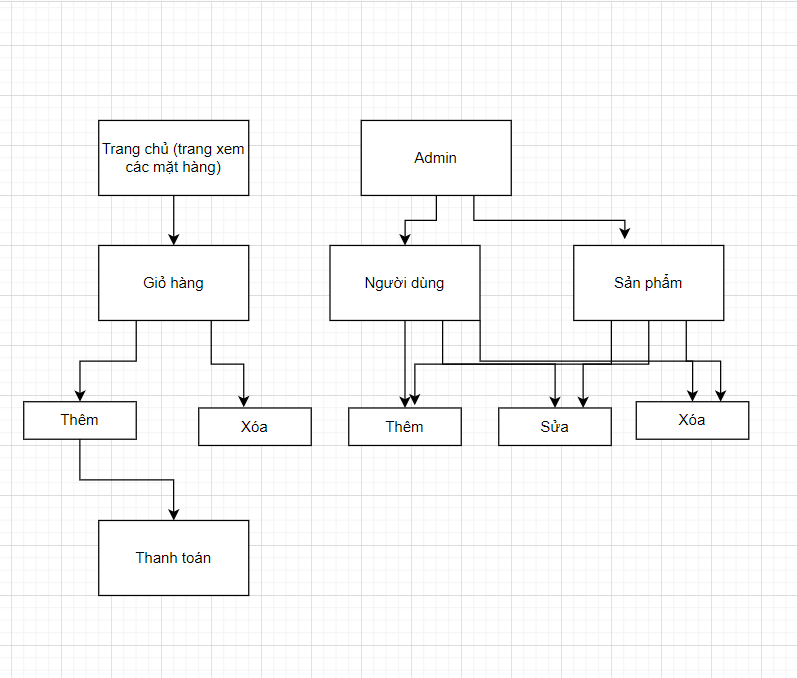 Trang chủ (trang xem
các mặt hàng)
Admin
Giỏ hàng
Người dùng
Sản phẩm
Thêm
Xóa
Thêm
Sửa
Xóa
Thanh toán